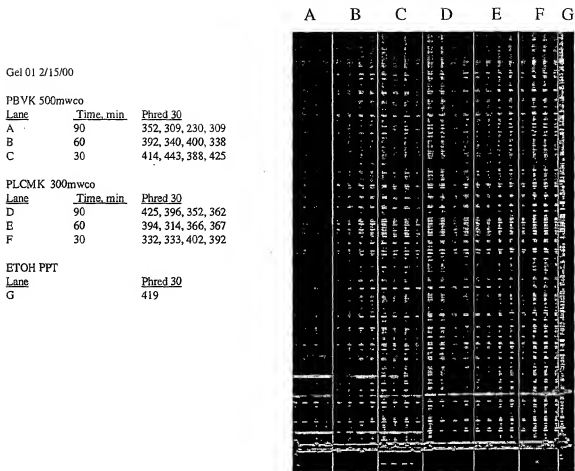 A B C D E F G
Gel 01 2/15/00
PBVK 500mwco
Lane Time, min Phred 30
A 90 352, 309, 230, 309
B 60 392, 340, 400, 338
C 30 414, 443, 388, 425
PLCMK 300mwco
Lane Time, min Phred 30
D 90 425, 396, 352, 362
E 60 394, 314, 366, 367
F 30 332, 333, 402, 392
ETOH PPT
Lane Phred 30
G 419